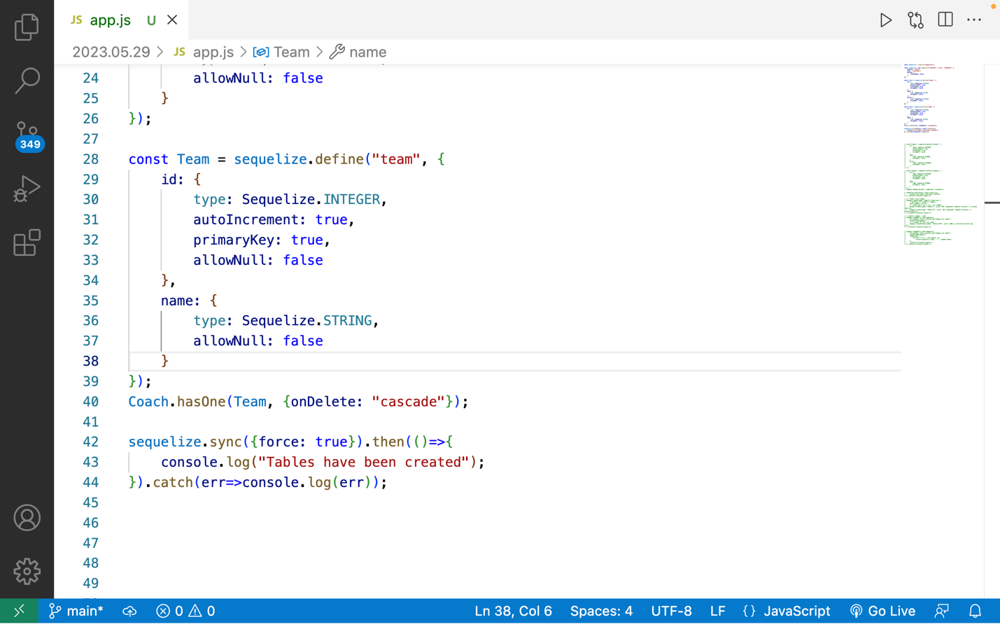 JS app.js U
2023.05.29 > JS app.js > Team > name
24 allowNull: false
25 }
26 });
27
28 const Team = sequelize.define("team", {
29 id: {
30 type: Sequelize.INTEGER,
31 autoIncrement: true,
32 primaryKey: true,
33 allowNull: false
34 },
35 name: {
36 type: Sequelize.STRING,
37 allowNull: false
38 }
39 });
40 Coach.hasOne(Team, {onDelete: "cascade"});
41
42 sequelize.sync({force: true}).then(()=>{
43 console.log("Tables have been created");
44 }).catch(err=>console.log(err));
45
46
47
48
49
349
main* 0 0 Ln 38, Col 6 Spaces: 4 UTF-8 LF {} JavaScript Go Live